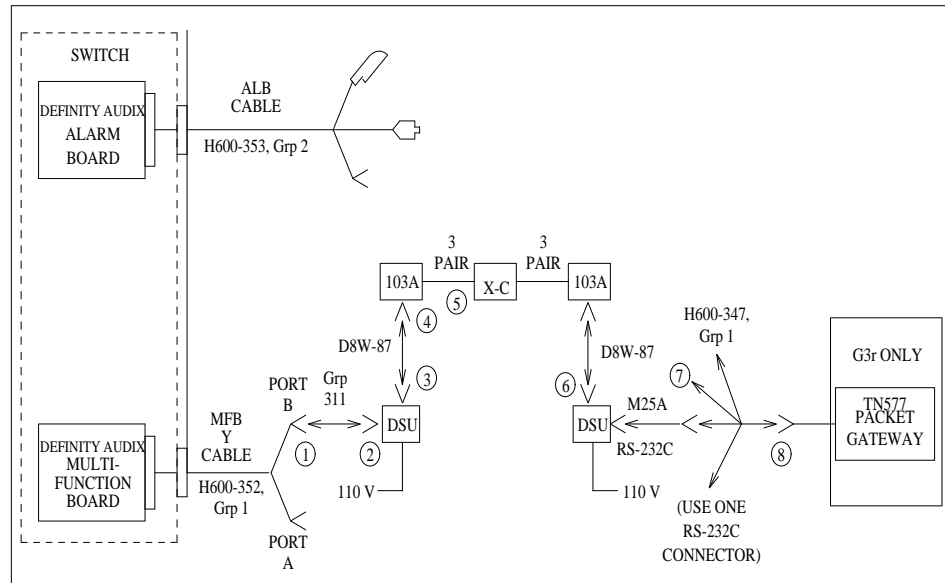 SWITCH
DEFINITY AUDIX
ALARM
BOARD
ALB
CABLE
H600-353, Grp 2
3
PAIR
3
PAIR
103A
X-C
103A
5
4
D8W-87
3
D8W-87
6
H600-347,
Grp 1
7
G3r ONLY
TN577
PACKET
GATEWAY
PORT
B
Grp
311
DSU
DSU
M25A
RS-232C
8
MFB
Y
CABLE
1
2
DEFINITY AUDIX
MULTI-
FUNCTION
BOARD
H600-352,
Grp 1
110 V
110 V
PORT
A
(USE ONE
RS-232C
CONNECTOR)